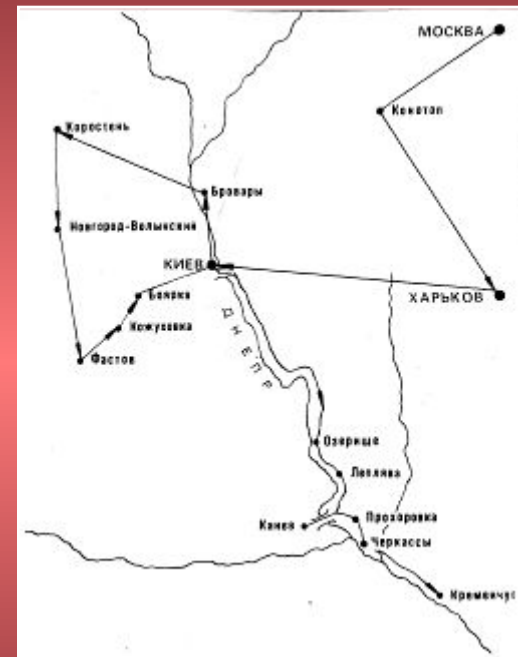 МОСКВА
Конотоп
Коростень
Бровары
Новгород-Волынский
КИЕВ
ХАРЬКОВ
Боярка
Кожуховка
Фастов
ДНЕПР
Озерище
Леплява
Канев
Прохоровка
Черкассы
Кременчуг